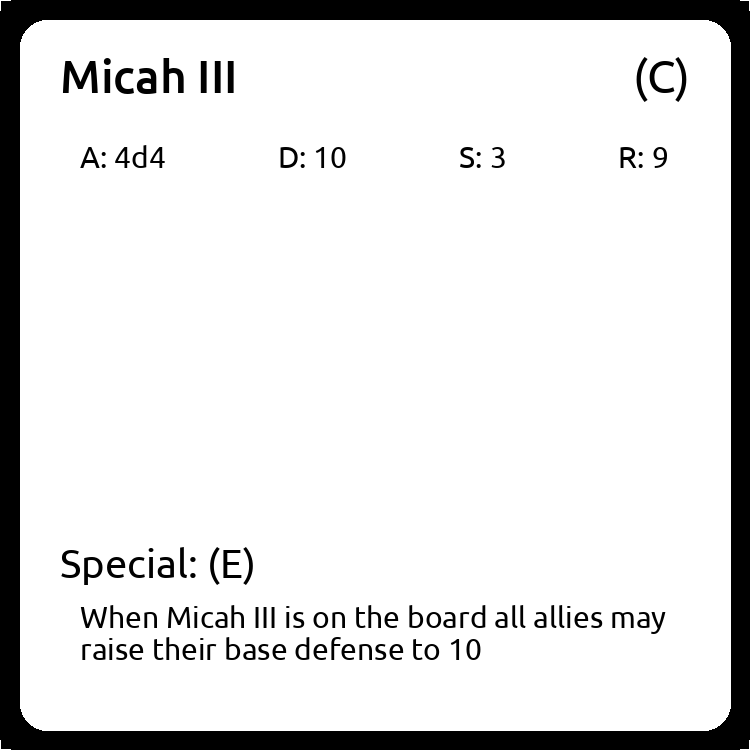 Micah III (C)
A: 4d4 D: 10 S: 3 R: 9
Special: (E)
When Micah III is on the board all allies may
raise their base defense to 10